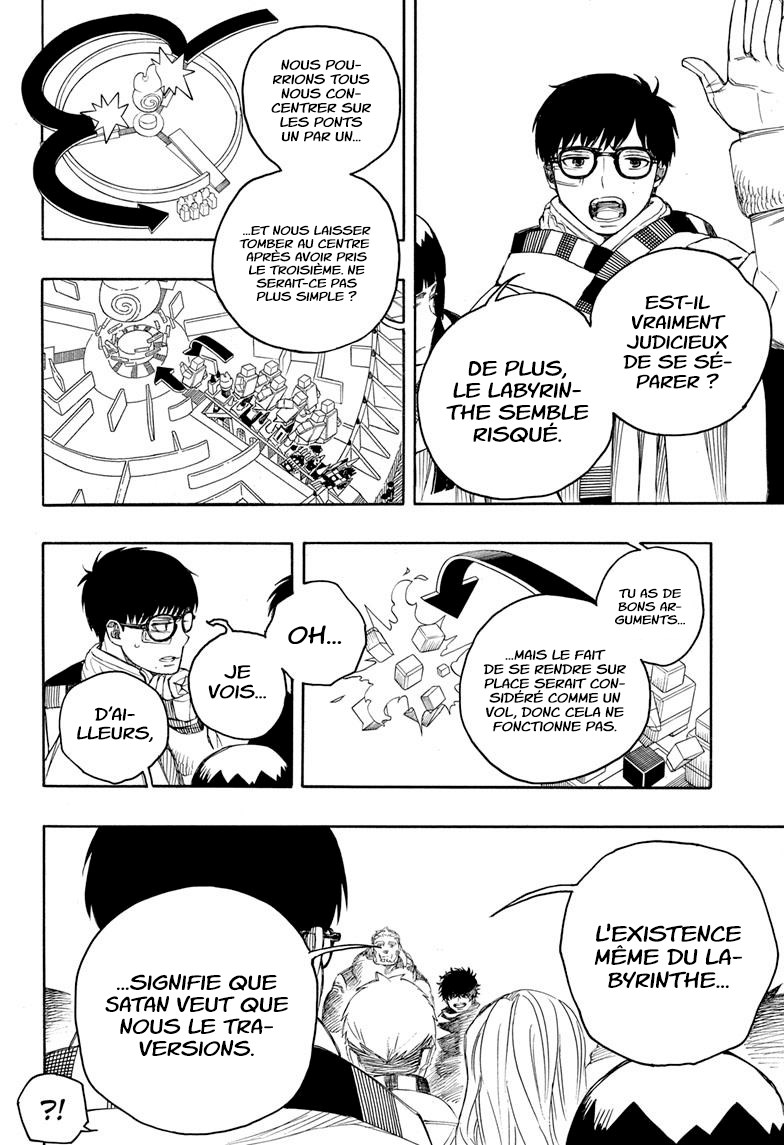 EST-IL
VRAIMENT
JUDICIEUX
DE SE SÉ-
PARER ?
DE PLUS,
LE LABYRIN-
THE SEMBLE
RISQUÉ.
NOUS POU-
RRIONS TOUS
NOUS CON-
CENTRER SUR
LES PONTS
UN PAR UN...
...ET NOUS LAISSER
TOMBER AU CENTRE
APRÈS AVOIR PRIS
LE TROISIÈME. NE
SERAIT-CE PAS
PLUS SIMPLE ?
TU AS DE
BONS AR-
GUMENTS...
...MAIS LE FAIT
DE SE RENDRE SUR
PLACE SERAIT CON-
SIDÉRÉ COMME UN
VOL, DONC CELA NE
FONCTIONNE PAS.
OH...
JE
VOIS...
D'AI-
LLEURS,
L'EXISTENCE
MÊME DU LA-
BYRINTHE...
...SIGNIFIE QUE
SATAN VEUT QUE
NOUS LE TRA-
VERSIONS.
?!